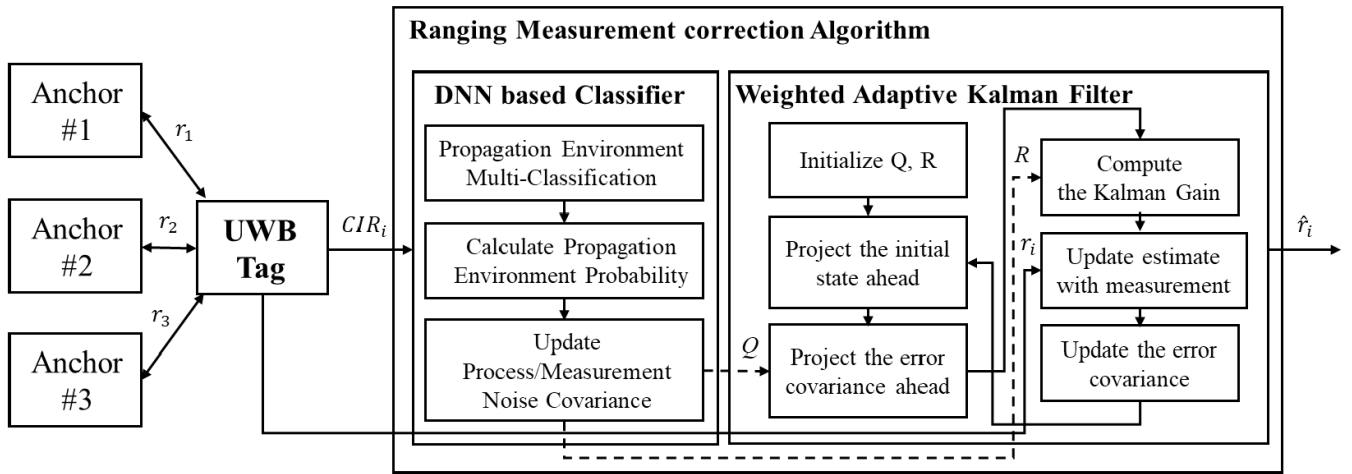 Ranging Measurement correction Algorithm
Anchor
#1
Anchor
#2
Anchor
#3
r₁
r₂
r₃
UWB
Tag
CIRᵢ
DNN based Classifier
Propagation Environment
Multi-Classification
Calculate Propagation
Environment Probability
Update
Process/Measurement
Noise Covariance
Weighted Adaptive Kalman Filter
Initialize Q, R
Project the initial
state ahead
Q
Project the error
covariance ahead
R
Compute
the Kalman Gain
rᵢ
Update estimate
with measurement
Update the error
covariance
r̂ᵢ